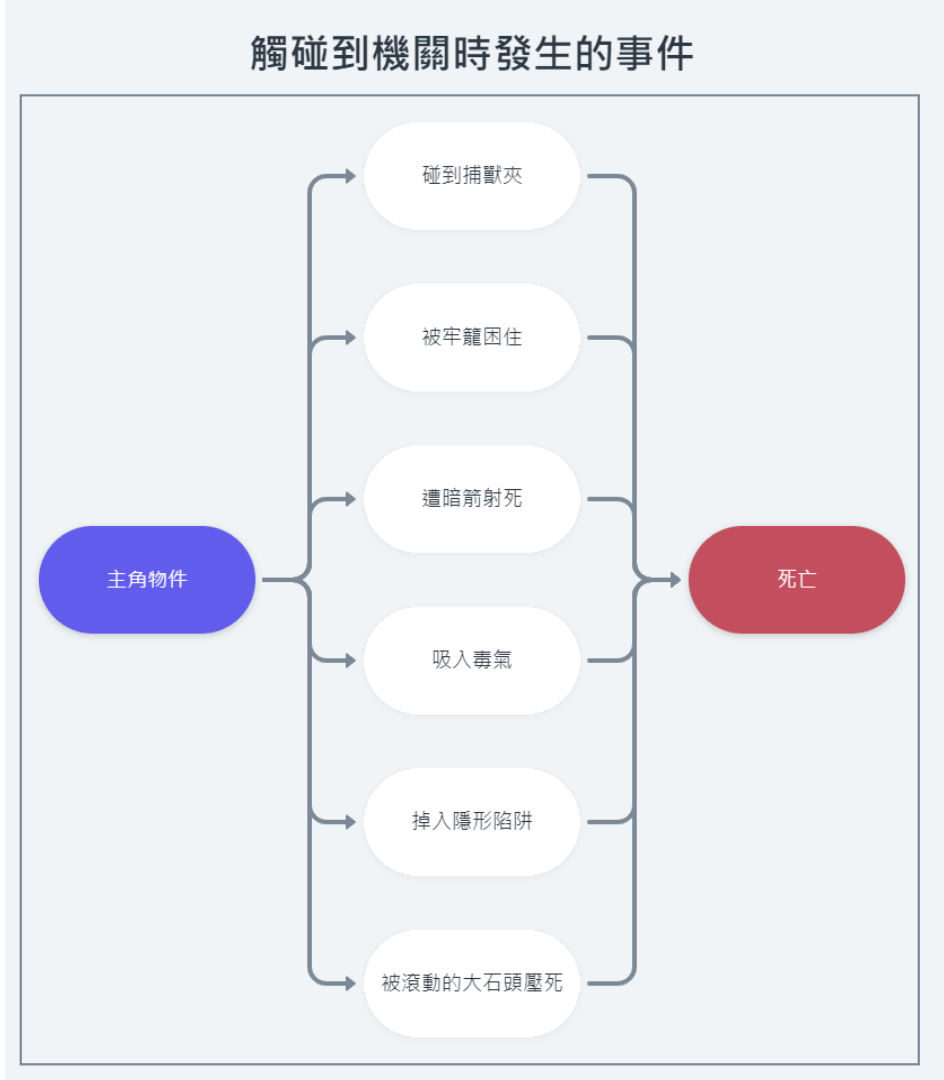 觸碰到機關時發生的事件
碰到捕獸夾
被牢籠困住
遭暗箭射死
主角物件
死亡
吸入毒氣
掉入隱形陷阱
被滾動的大石頭壓死